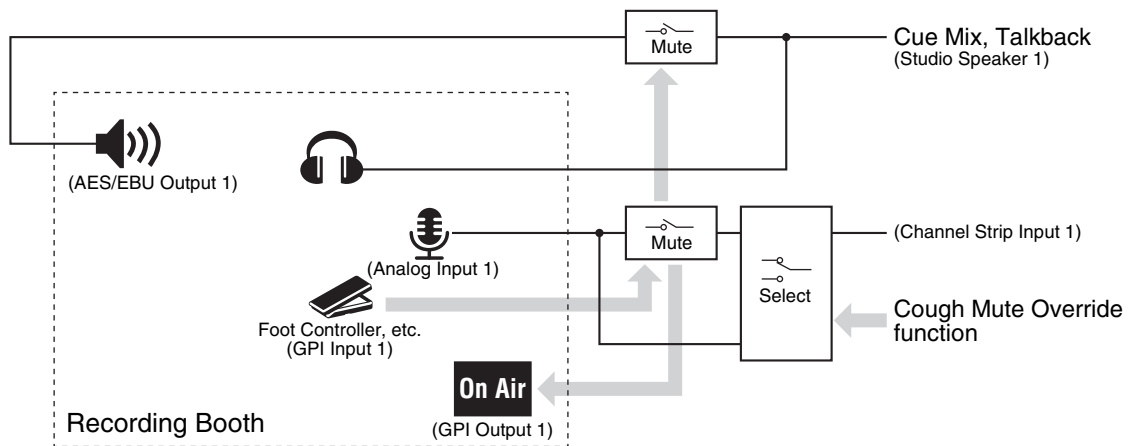 Mute
Cue Mix, Talkback
(Studio Speaker 1)
(AES/EBU Output 1)
Mute
(Channel Strip Input 1)
(Analog Input 1)
Select
Cough Mute Override
function
Foot Controller, etc.
(GPI Input 1)
On Air
(GPI Output 1)
Recording Booth